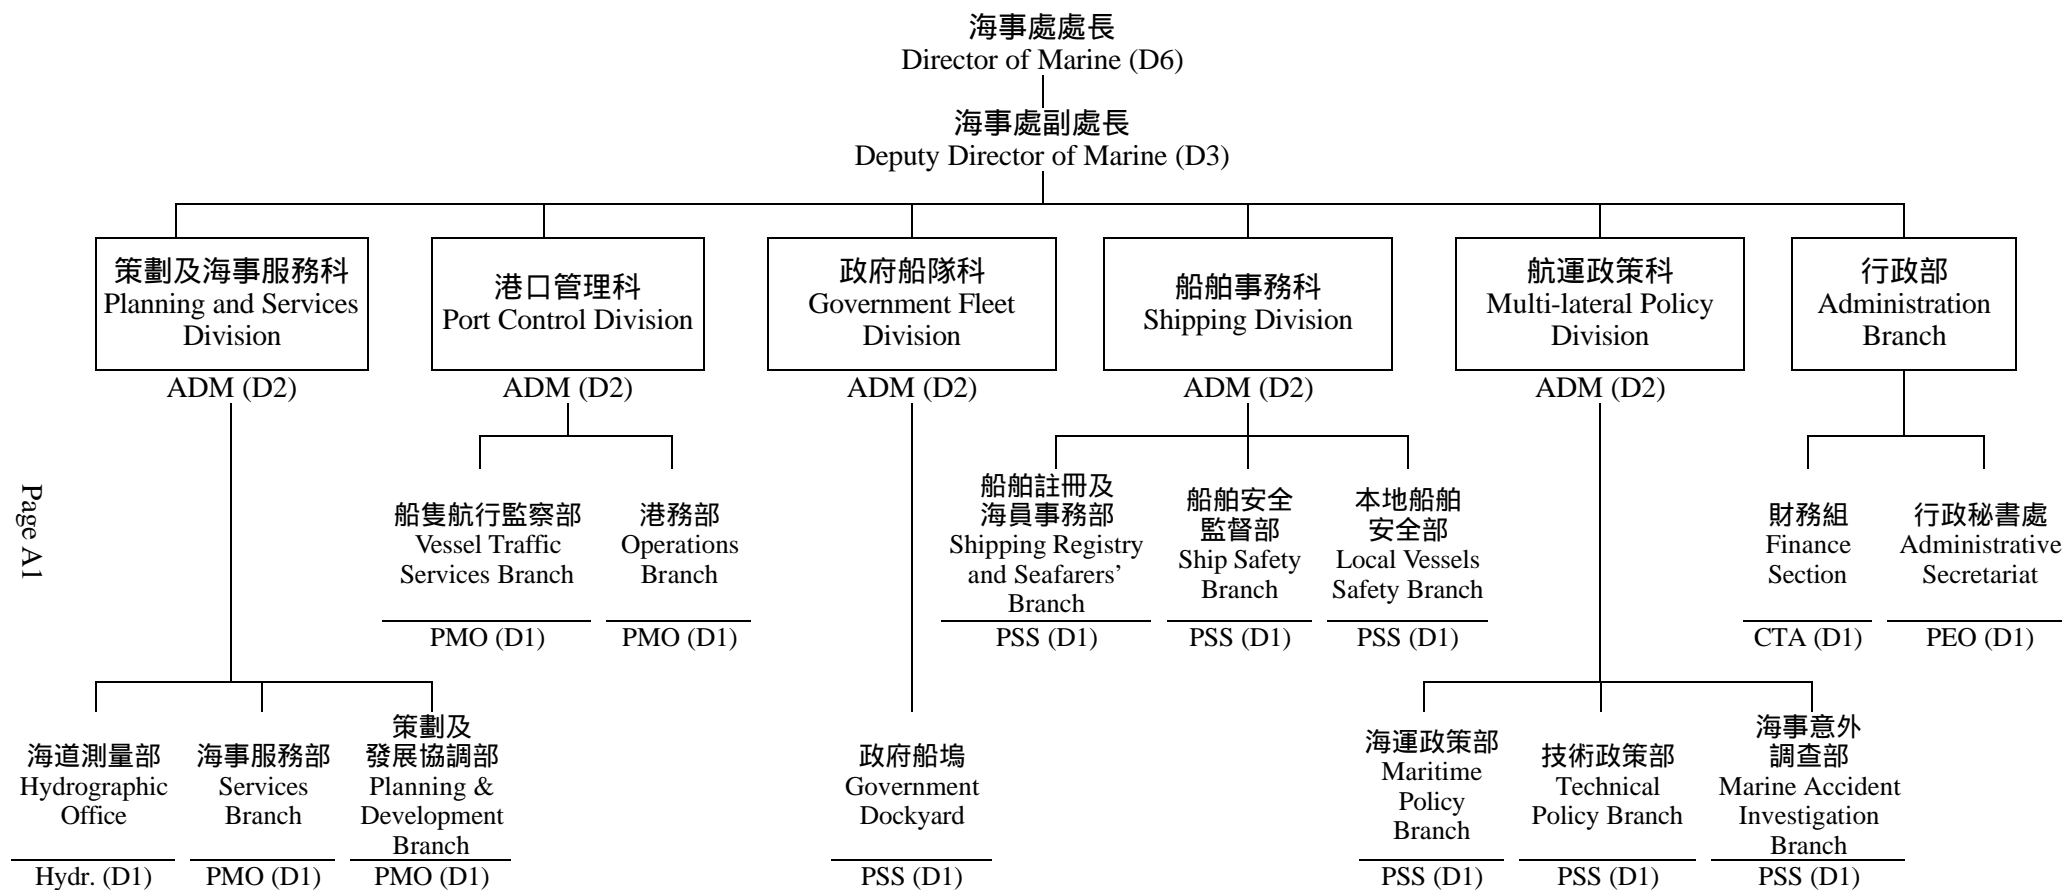 海事處處長
Director of Marine (D6)
海事處副處長
Deputy Director of Marine (D3)
策劃及海事服務科
Planning and Services
Division
ADM (D2)
港口管理科
Port Control Division
ADM (D2)
政府船隊科
Government Fleet
Division
ADM (D2)
船舶事務科
Shipping Division
ADM (D2)
航運政策科
Multi-lateral Policy
Division
ADM (D2)
行政部
Administration
Branch
船隻航行監察部
Vessel Traffic
Services Branch
PMO (D1)
港務部
Operations
Branch
PMO (D1)
船舶註冊及
海員事務部
Shipping Registry
and Seafarers’
Branch
PSS (D1)
船舶安全
監督部
Ship Safety
Branch
PSS (D1)
本地船舶
安全部
Local Vessels
Safety Branch
PSS (D1)
財務組
Finance
Section
CTA (D1)
行政秘書處
Administrative
Secretariat
PEO (D1)
海道測量部
Hydrographic
Office
Hydr. (D1)
海事服務部
Services
Branch
PMO (D1)
策劃及
發展協調部
Planning &
Development
Branch
PMO (D1)
政府船塢
Government
Dockyard
PSS (D1)
海運政策部
Maritime
Policy
Branch
PSS (D1)
技術政策部
Technical
Policy Branch
PSS (D1)
海事意外
調查部
Marine Accident
Investigation
Branch
PSS (D1)
Page A1